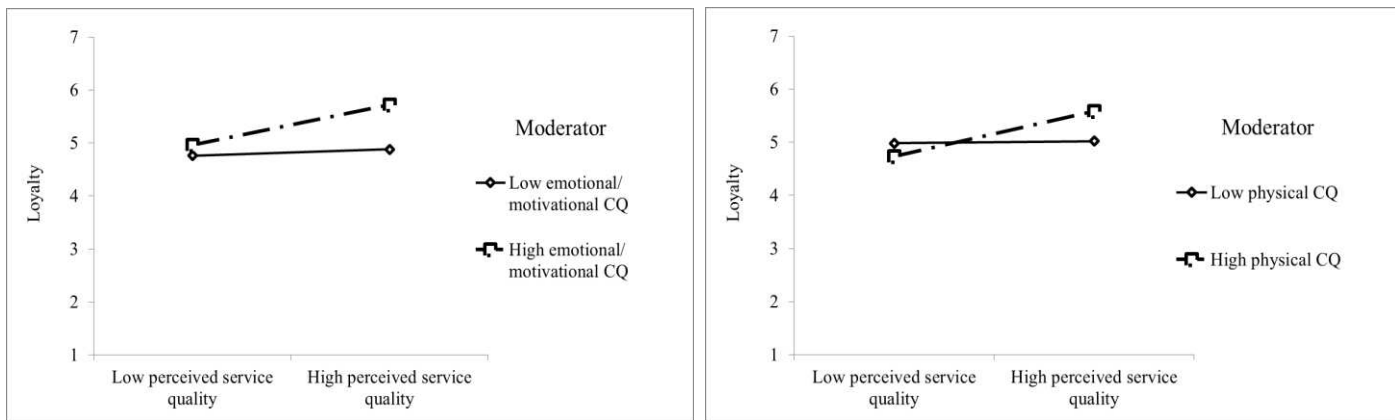 7
6
5
4
3
2
1
Loyalty
Low perceived service
quality
High perceived service
quality
Moderator
Low emotional/
motivational CQ
High emotional/
motivational CQ
7
6
5
4
3
2
1
Loyalty
Low perceived service
quality
High perceived service
quality
Moderator
Low physical CQ
High physical CQ